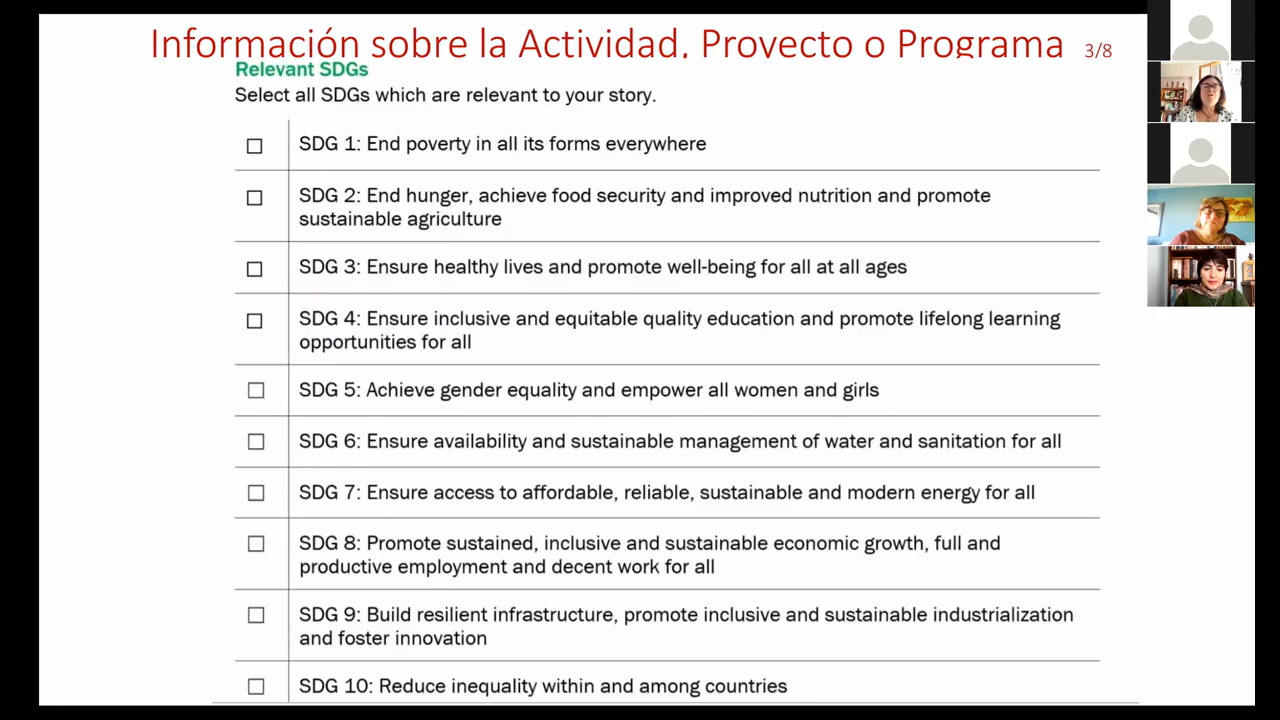 Información sobre la Actividad, Proyecto o Programa 3/8
Relevant SDGs
Select all SDGs which are relevant to your story.
SDG 1: End poverty in all its forms everywhere
SDG 2: End hunger, achieve food security and improved nutrition and promote
sustainable agriculture
SDG 3: Ensure healthy lives and promote well-being for all at all ages
SDG 4: Ensure inclusive and equitable quality education and promote lifelong learning
opportunities for all
SDG 5: Achieve gender equality and empower all women and girls
SDG 6: Ensure availability and sustainable management of water and sanitation for all
SDG 7: Ensure access to affordable, reliable, sustainable and modern energy for all
SDG 8: Promote sustained, inclusive and sustainable economic growth, full and
productive employment and decent work for all
SDG 9: Build resilient infrastructure, promote inclusive and sustainable industrialization
and foster innovation
SDG 10: Reduce inequality within and among countries